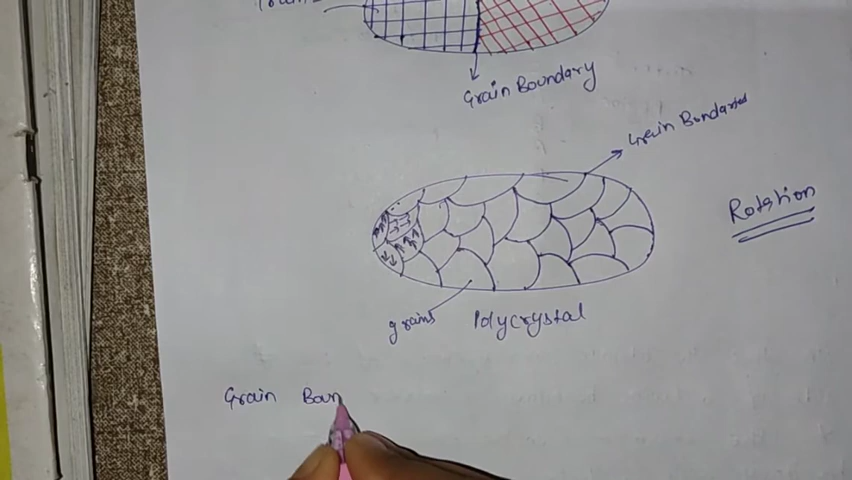 Grain Boundary
Grain Bondaries
Rotation
grains
Polycrystal
Grain Boun